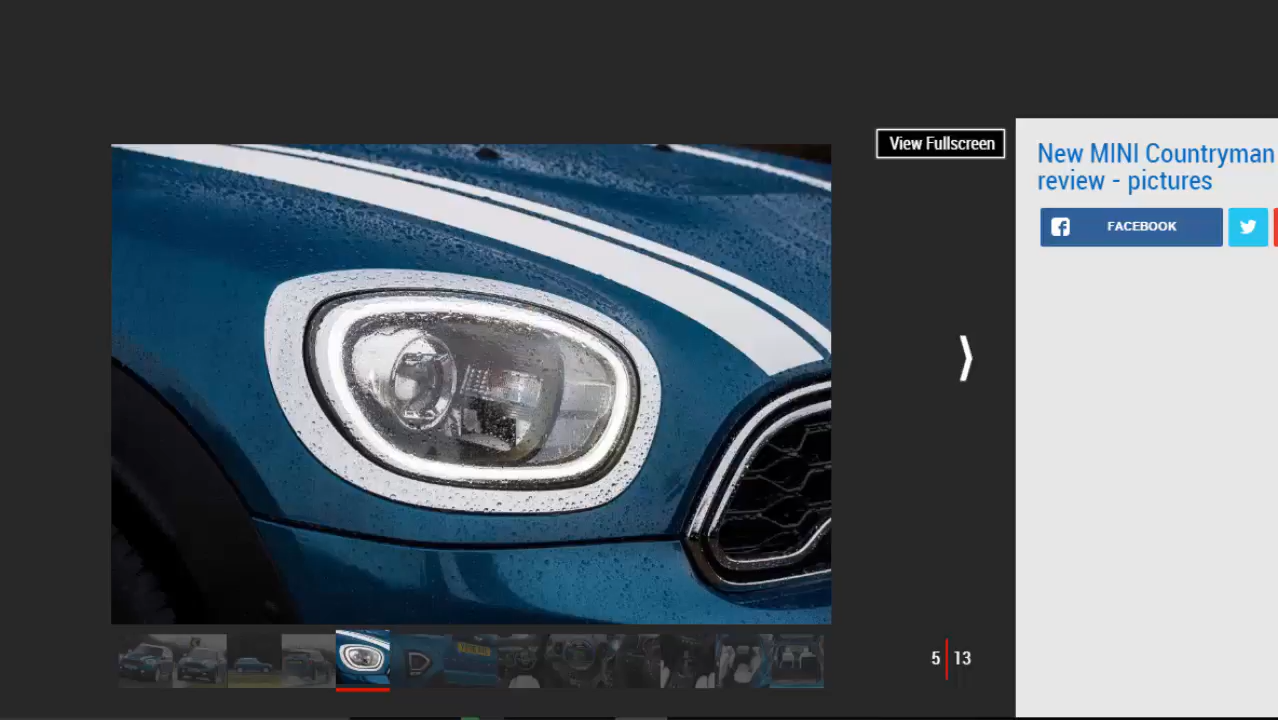 View Fullscreen
New MINI Countryman
review - pictures
FACEBOOK
5 13